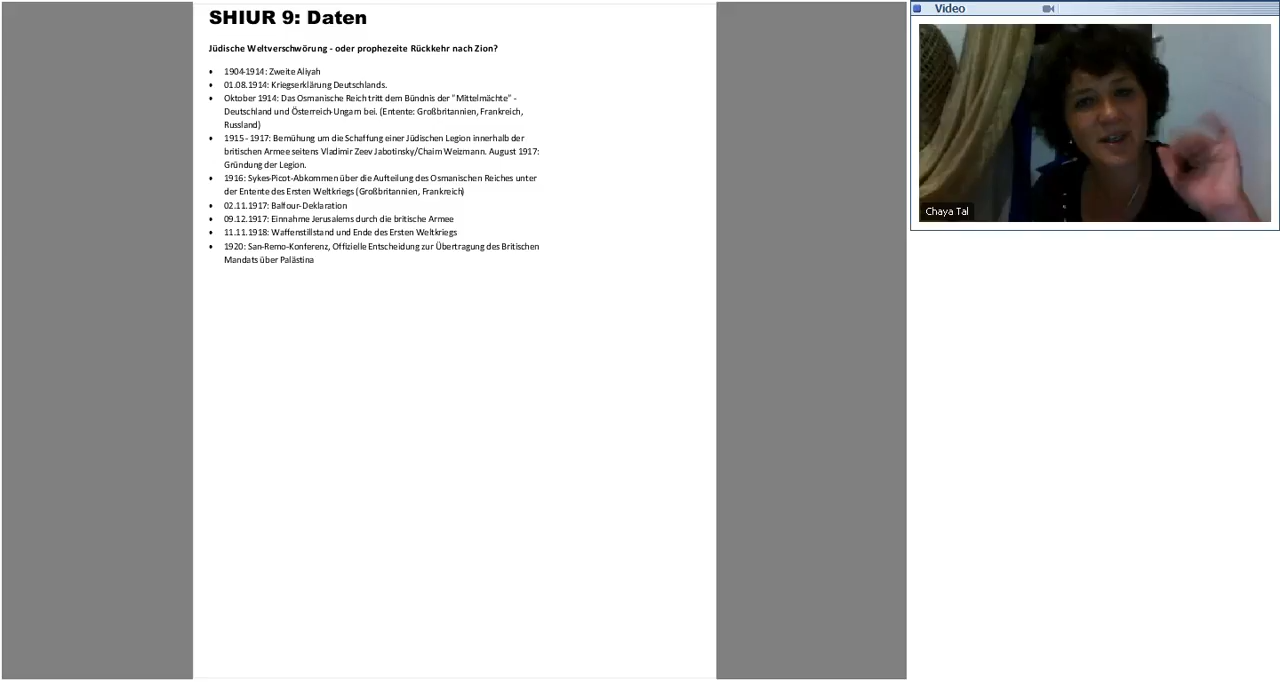 SHIUR 9: Daten
Jüdische Weltverschwörung - oder prophezeite Rückkehr nach Zion?
• 1904-1914: Zweite Aliyah
• 01.08.1914: Kriegserklärung Deutschlands.
• Oktober 1914: Das Osmanische Reich tritt dem Bündnis der "Mittelmächte" -
Deutschland und Österreich-Ungarn bei. (Entente: Großbritannien, Frankreich,
Russland)
• 1915 - 1917: Bemühung um die Schaffung einer Jüdischen Legion innerhalb der
britischen Armee seitens Vladimir Zeev Jabotinsky/Chaim Weizmann. August 1917:
Gründung der Legion.
• 1916: Sykes-Picot-Abkommen über die Aufteilung des Osmanischen Reiches unter
der Entente des Ersten Weltkriegs (Großbritannien, Frankreich)
• 02.11.1917: Balfour-Deklaration
• 09.12.1917: Einnahme Jerusalems durch die britische Armee
• 11.11.1918: Waffenstillstand und Ende des Ersten Weltkriegs
• 1920: San-Remo-Konferenz, Offizielle Entscheidung zur Übertragung des Britischen
Mandats über Palästina
Video
Chaya Tal